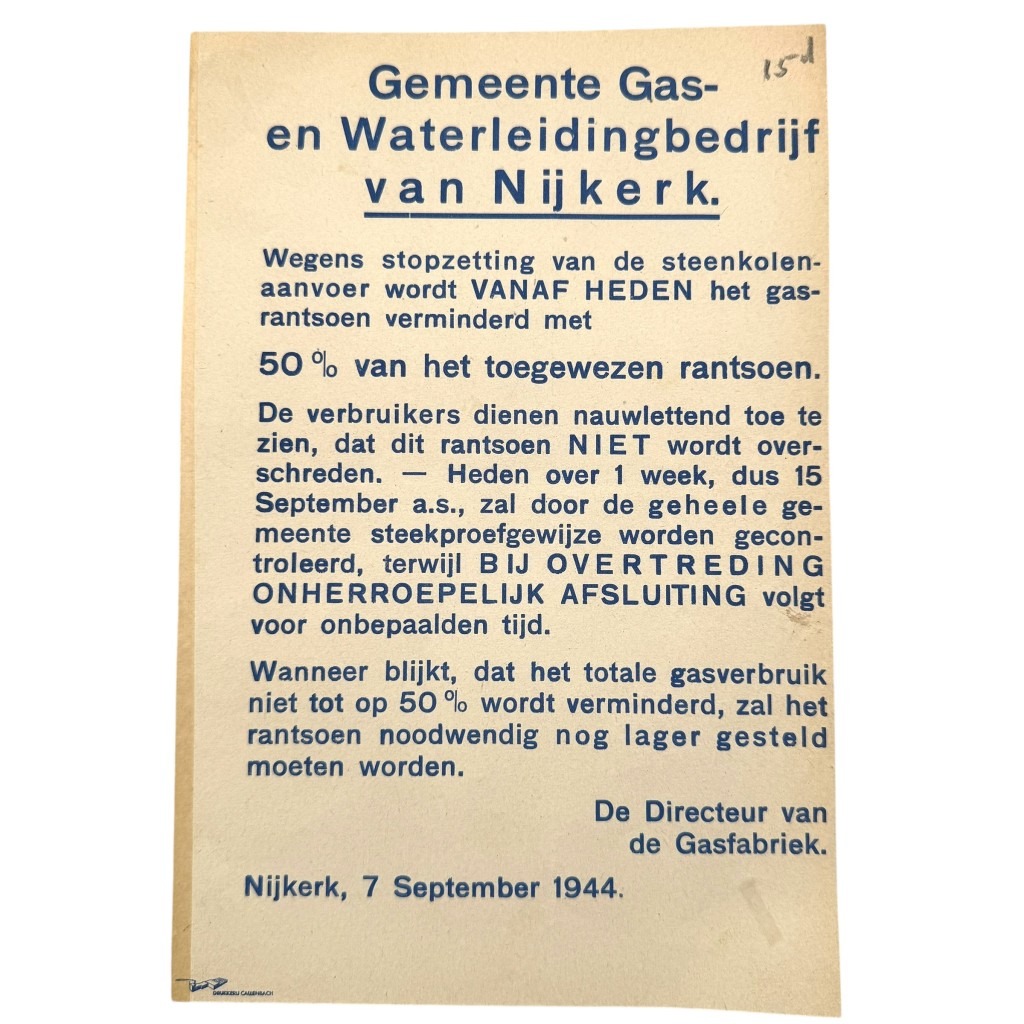 15d
Gemeente Gas-
en Waterleidingbedrijf
van Nijkerk.
Wegens stopzetting van de steenkolen-
aanvoer wordt VANAF HEDEN het gas-
rantsoen verminderd met
50 % van het toegewezen rantsoen.
De verbruikers dienen nauwlettend toe te
zien, dat dit rantsoen NIET wordt over-
schreden. — Heden over 1 week, dus 15
September a.s., zal door de geheele ge-
meente steekproefgewijze worden gecon-
troleerd, terwijl BIJ OVERTREDING
ONHERROEPELIJK AFSLUITING volgt
voor onbepaalden tijd.
Wanneer blijkt, dat het totale gasverbruik
niet tot op 50 % wordt verminderd, zal het
rantsoen noodwendig nog lager gesteld
moeten worden.
De Directeur van
de Gasfabriek.
Nijkerk, 7 September 1944.
DRUKKERIJ CALLENBACH